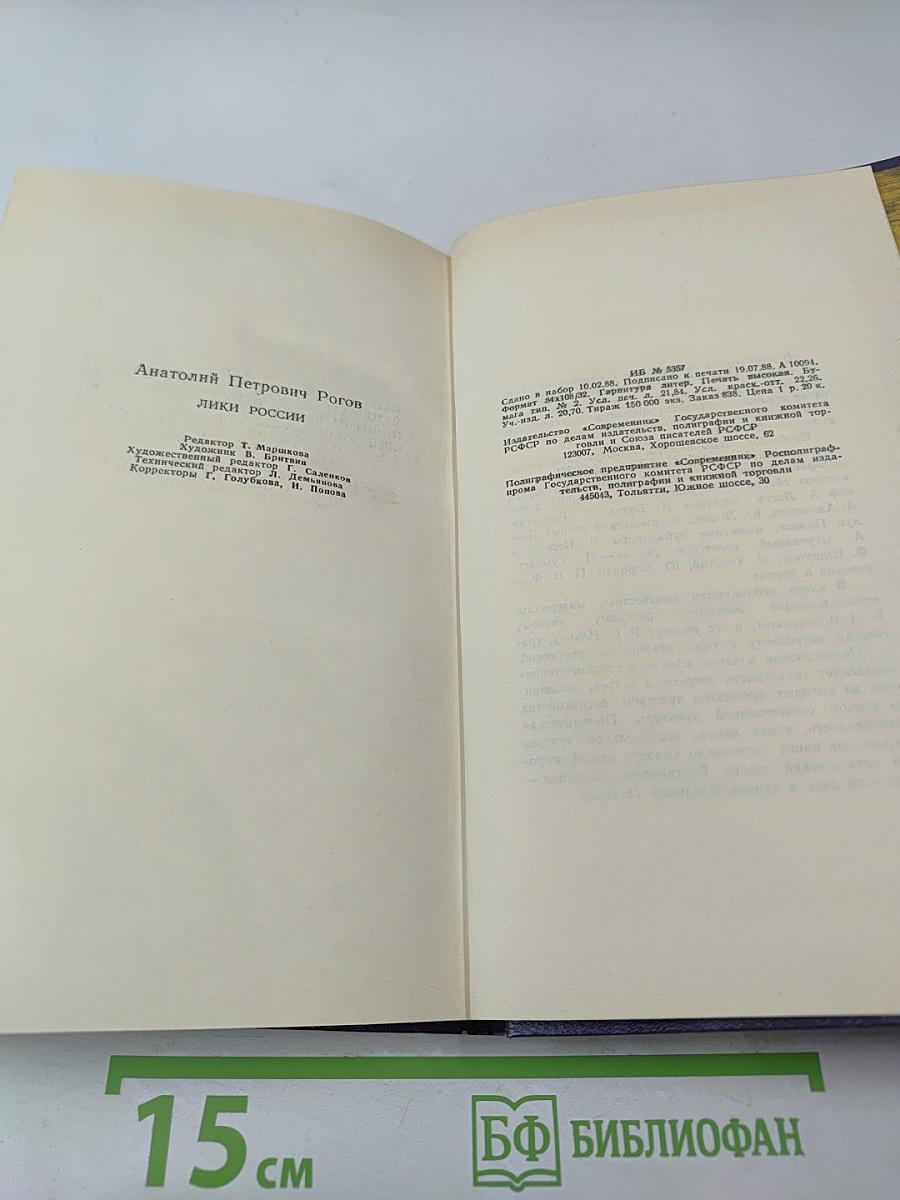 Анатолий Петрович Рогов
ЛИКИ РОССИИ
Редактор Т. Маршкова
Художник В. Бритвин
Художественный редактор Г. Саленков
Технический редактор Л. Демьянова
Корректоры Г. Голубкова, И. Попова
ИБ № 5357
Сдано в набор 10.02.88. Подписано к печати 19.07.88. А 10094.
Формат 84х108/32. Гарнитура литер. Печать высокая. Бу-
мага тип. № 2. Усл. печ. л. 21,84. Усл. краск.-отт. 22,26.
Уч.-изд. л. 20,70. Тираж 150 000 экз. Заказ 838. Цена 1 р. 20 к.
Издательство «Современник» Государственного комитета
РСФСР по делам издательств, полиграфии и книжной тор-
говли и Союза писателей РСФСР
123007, Москва, Хорошевское шоссе, 62
Полиграфическое предприятие «Современник» Росполиграф-
прома Государственного комитета РСФСР по делам изда-
тельств, полиграфии и книжной торговли
445043, Тольятти, Южное шоссе, 30
15 см
БФ БИБЛИОФАН